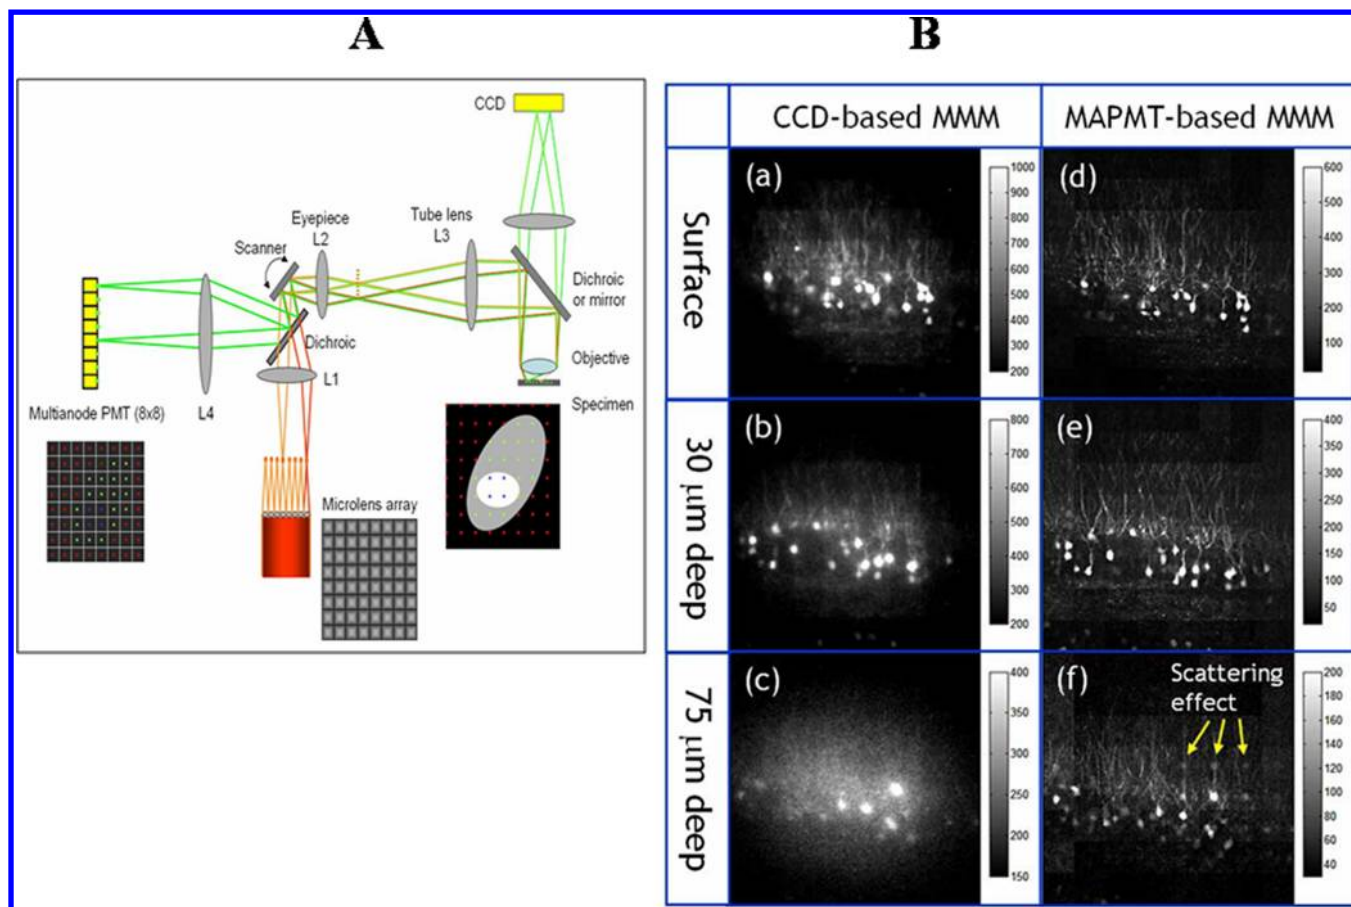 A
CCD
Eyepiece
L2
Tube lens
L3
Scanner
Dichroic
or mirror
Dichroic
Objective
L1
Specimen
Multianode PMT (8x8)
L4
Microlens array
B
CCD-based MMM
MAPMT-based MMM
Surface
(a)
1000
900
800
700
600
500
400
300
200
(d)
600
500
400
300
200
100
30 μm deep
(b)
800
700
600
500
400
300
200
(e)
400
350
300
250
200
150
100
50
75 μm deep
(c)
400
350
300
250
200
150
(f)
Scattering
effect
200
180
160
140
120
100
80
60
40